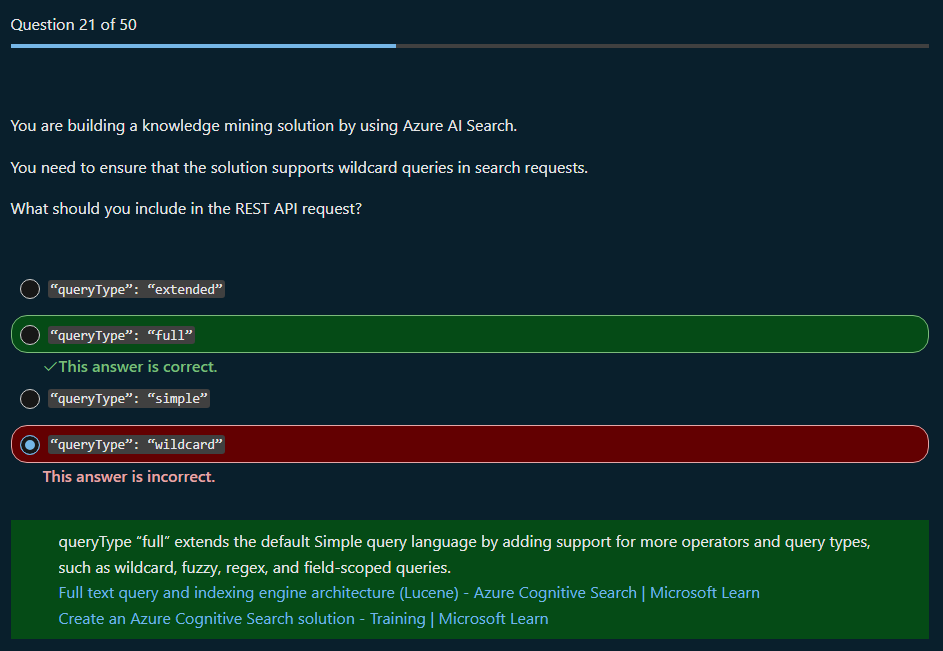 Question 21 of 50
You are building a knowledge mining solution by using Azure AI Search.
You need to ensure that the solution supports wildcard queries in search requests.
What should you include in the REST API request?
“queryType”: “extended”
“queryType”: “full”
This answer is correct.
“queryType”: “simple”
“queryType”: “wildcard”
This answer is incorrect.
queryType “full” extends the default Simple query language by adding support for more operators and query types,
such as wildcard, fuzzy, regex, and field-scoped queries.
Full text query and indexing engine architecture (Lucene) - Azure Cognitive Search | Microsoft Learn
Create an Azure Cognitive Search solution - Training | Microsoft Learn